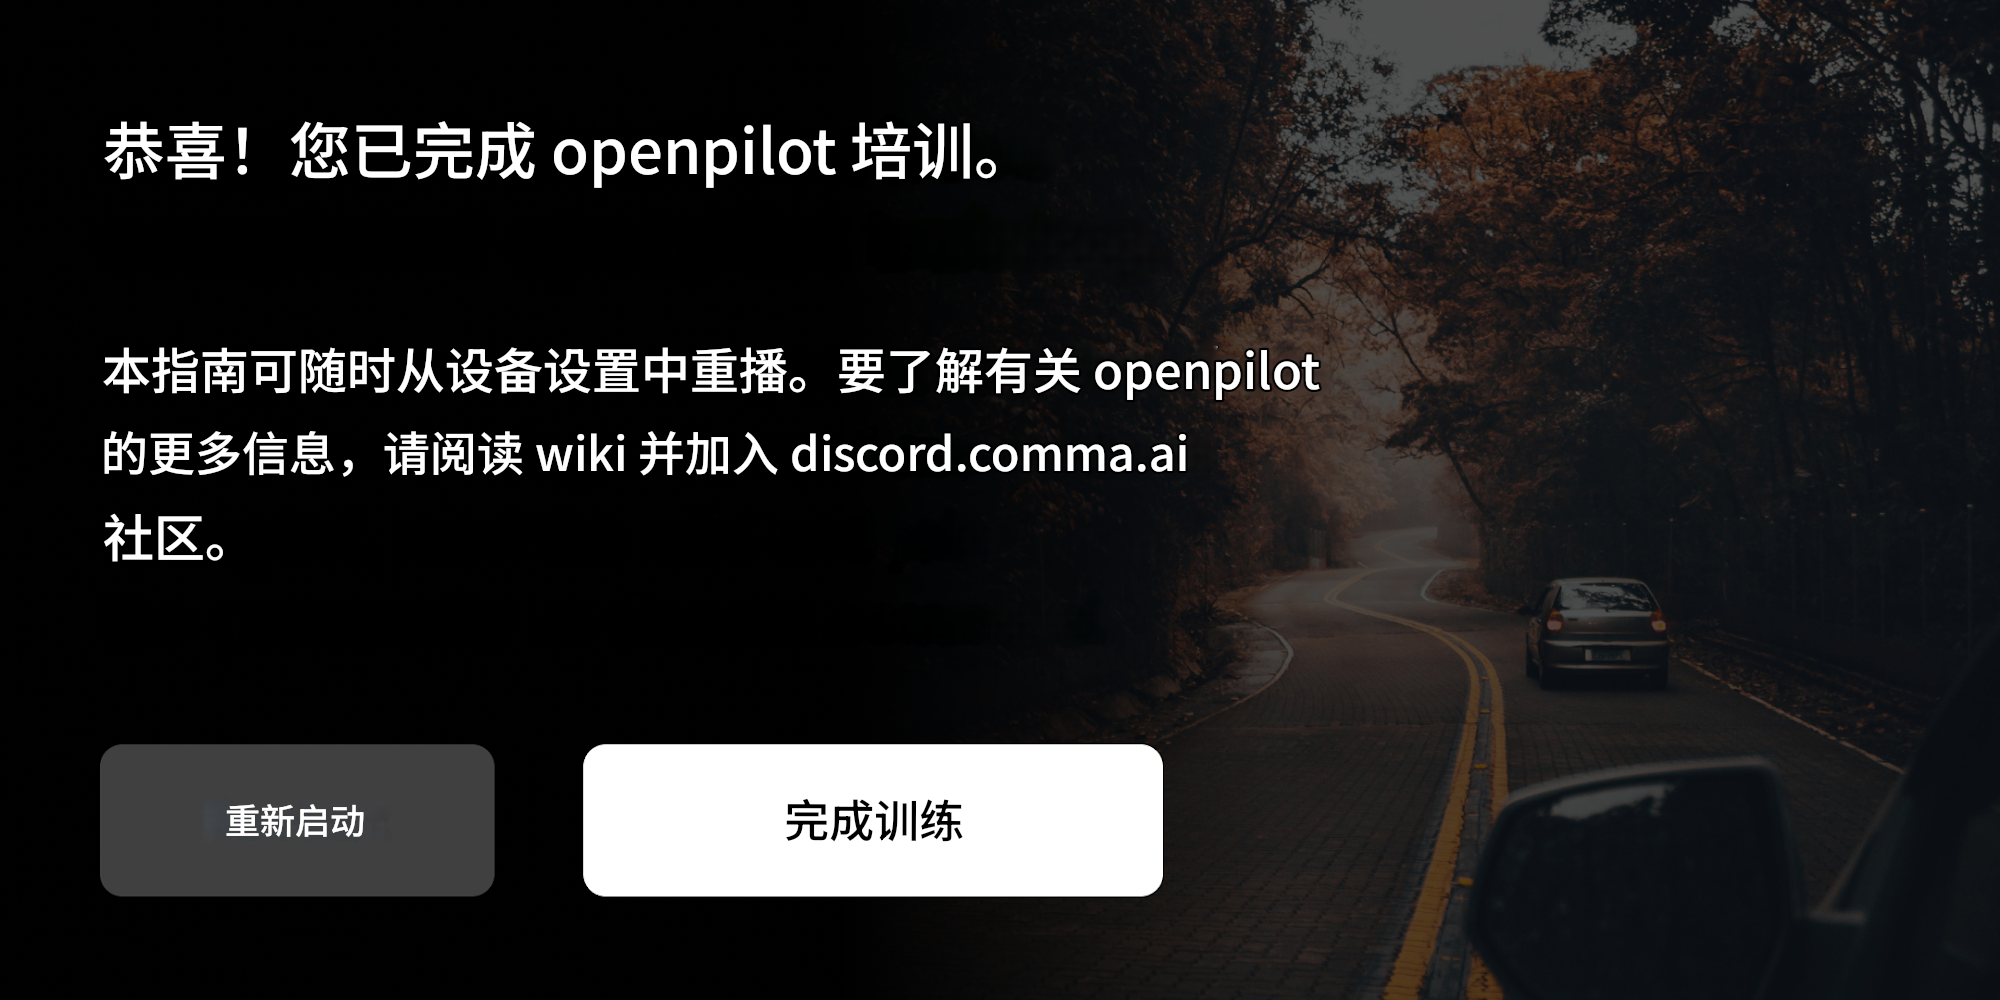 恭喜！您已完成 openpilot 培训。
本指南可随时从设备设置中重播。要了解有关 openpilot
的更多信息，请阅读 wiki 并加入 discord.comma.ai
社区。
重新启动
完成训练